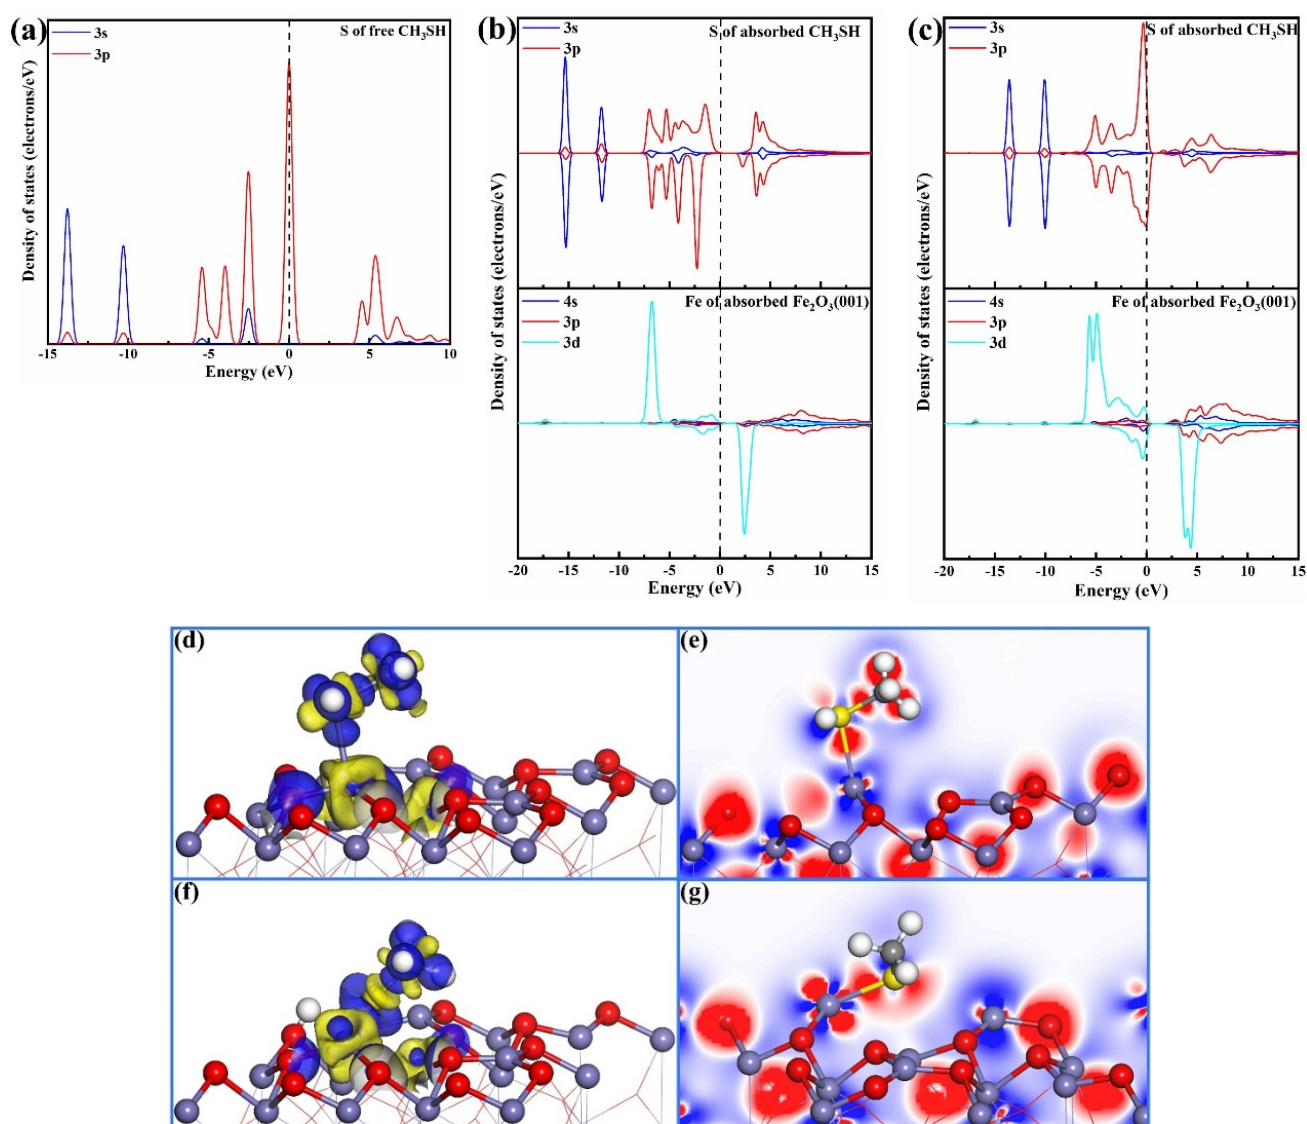 (a)
3s
3p
S of free CH₃SH
Density of states (electrons/eV)
-15 -10 -5 0 5 10
Energy (eV)
(b)
3s
3p
S of absorbed CH₃SH
4s
3p
3d
Fe of absorbed Fe₂O₃(001)
Density of states (electrons/eV)
-20 -15 -10 -5 0 5 10 15
Energy (eV)
(c)
3s
3p
S of absorbed CH₃SH
4s
3p
3d
Fe of absorbed Fe₂O₃(001)
Density of states (electrons/eV)
-20 -15 -10 -5 0 5 10 15
Energy (eV)
(d)
(e)
(f)
(g)